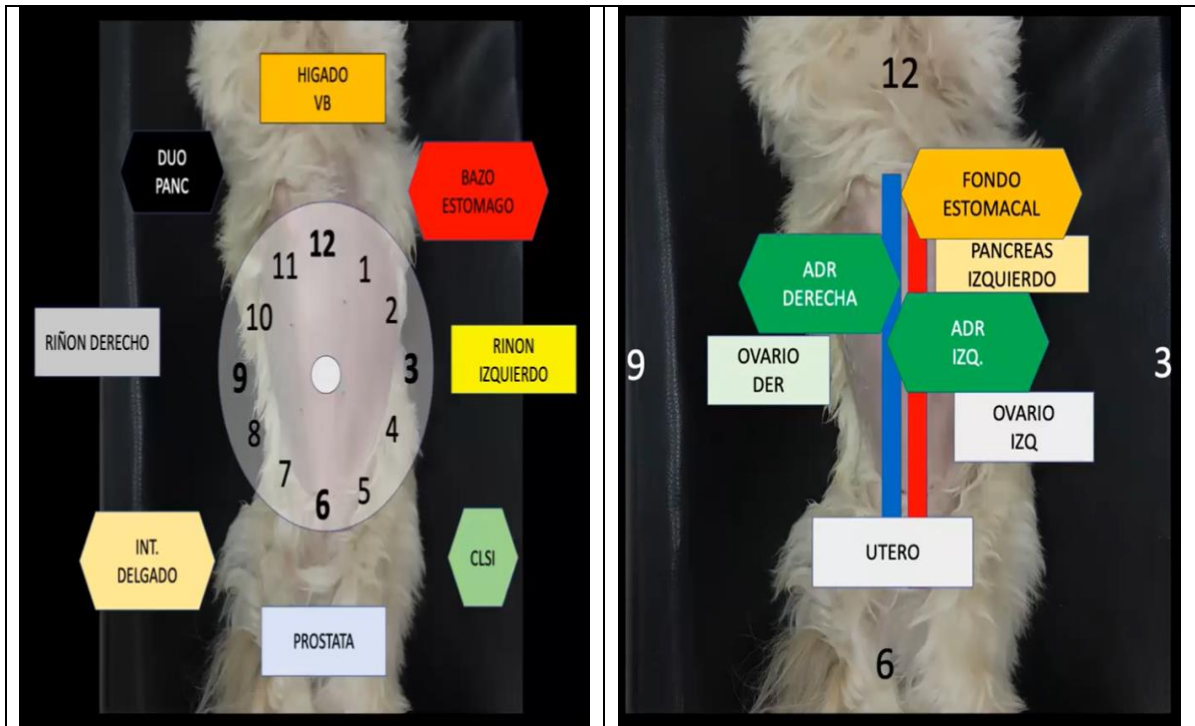 HIGADO
VB
DUO
PANC
BAZO
ESTOMAGO
12
11
1
10
2
RIÑON DERECHO
9
3
RINON
IZQUIERDO
8
4
7
5
6
INT.
DELGADO
CLSI
PROSTATA
12
FONDO
ESTOMACAL
PANCREAS
IZQUIERDO
ADR
DERECHA
ADR
IZQ.
9
3
OVARIO
DER
OVARIO
IZQ
UTERO
6